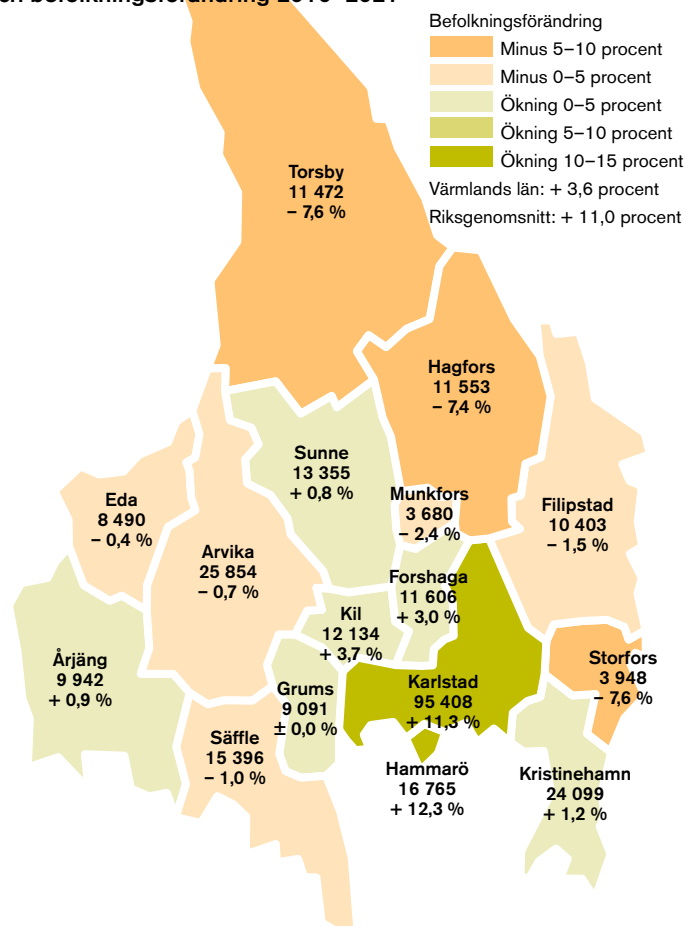 och befolkningsförändring 2010–2021
Befolkningsförändring
Minus 5–10 procent
Minus 0–5 procent
Ökning 0–5 procent
Ökning 5–10 procent
Ökning 10–15 procent
Värmlands län: + 3,6 procent
Riksgenomsnitt: + 11,0 procent
Torsby
11 472
– 7,6 %
Hagfors
11 553
– 7,4 %
Sunne
13 355
+ 0,8 %
Munkfors
3 680
– 2,4 %
Filipstad
10 403
– 1,5 %
Eda
8 490
– 0,4 %
Arvika
25 854
– 0,7 %
Forshaga
11 606
+ 3,0 %
Kil
12 134
+ 3,7 %
Årjäng
9 942
+ 0,9 %
Storfors
3 948
– 7,6 %
Grums
9 091
± 0,0 %
Karlstad
95 408
+ 11,3 %
Säffle
15 396
– 1,0 %
Hammarö
16 765
+ 12,3 %
Kristinehamn
24 099
+ 1,2 %